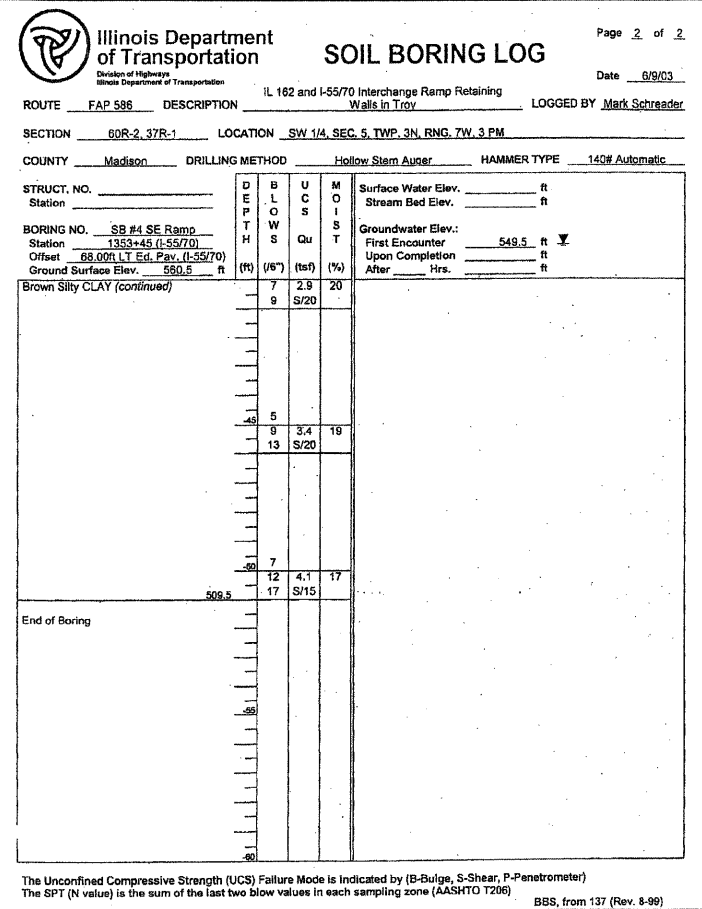 Illinois Department
of Transportation
Division of Highways
Illinois Department of Transportation
SOIL BORING LOG
Page 2 of 2
Date 6/9/03
IL 162 and I-55/70 Interchange Ramp Retaining
ROUTE FAP 586 DESCRIPTION Walls in Troy LOGGED BY Mark Schreader
SECTION 60R-2, 37R-1 LOCATION SW 1/4, SEC. 5, TWP. 3N, RNG. 7W, 3 PM
COUNTY Madison DRILLING METHOD Hollow Stem Auger HAMMER TYPE 140# Automatic
STRUCT. NO.
Station
BORING NO. SB #4 SE Ramp
Station 1353+45 (I-55/70)
Offset 68.00ft LT Ed. Pav. (I-55/70)
Ground Surface Elev. 560.5 ft
DEPTH (ft)
BLOWS (/6")
UCS Qu (tsf)
MOIST (%)
Surface Water Elev. ft
Stream Bed Elev. ft
Groundwater Elev.:
First Encounter 549.5 ft
Upon Completion ft
After Hrs. ft
Brown Silty CLAY (continued) 7 2.9 20
9 S/20
-45 5
9 3.4 19
13 S/20
-50 7
12 4.1 17
509.5 17 S/15
End of Boring
-55
-60
The Unconfined Compressive Strength (UCS) Failure Mode is indicated by (B-Bulge, S-Shear, P-Penetrometer)
The SPT (N value) is the sum of the last two blow values in each sampling zone (AASHTO T206)
BBS, from 137 (Rev. 8-99)